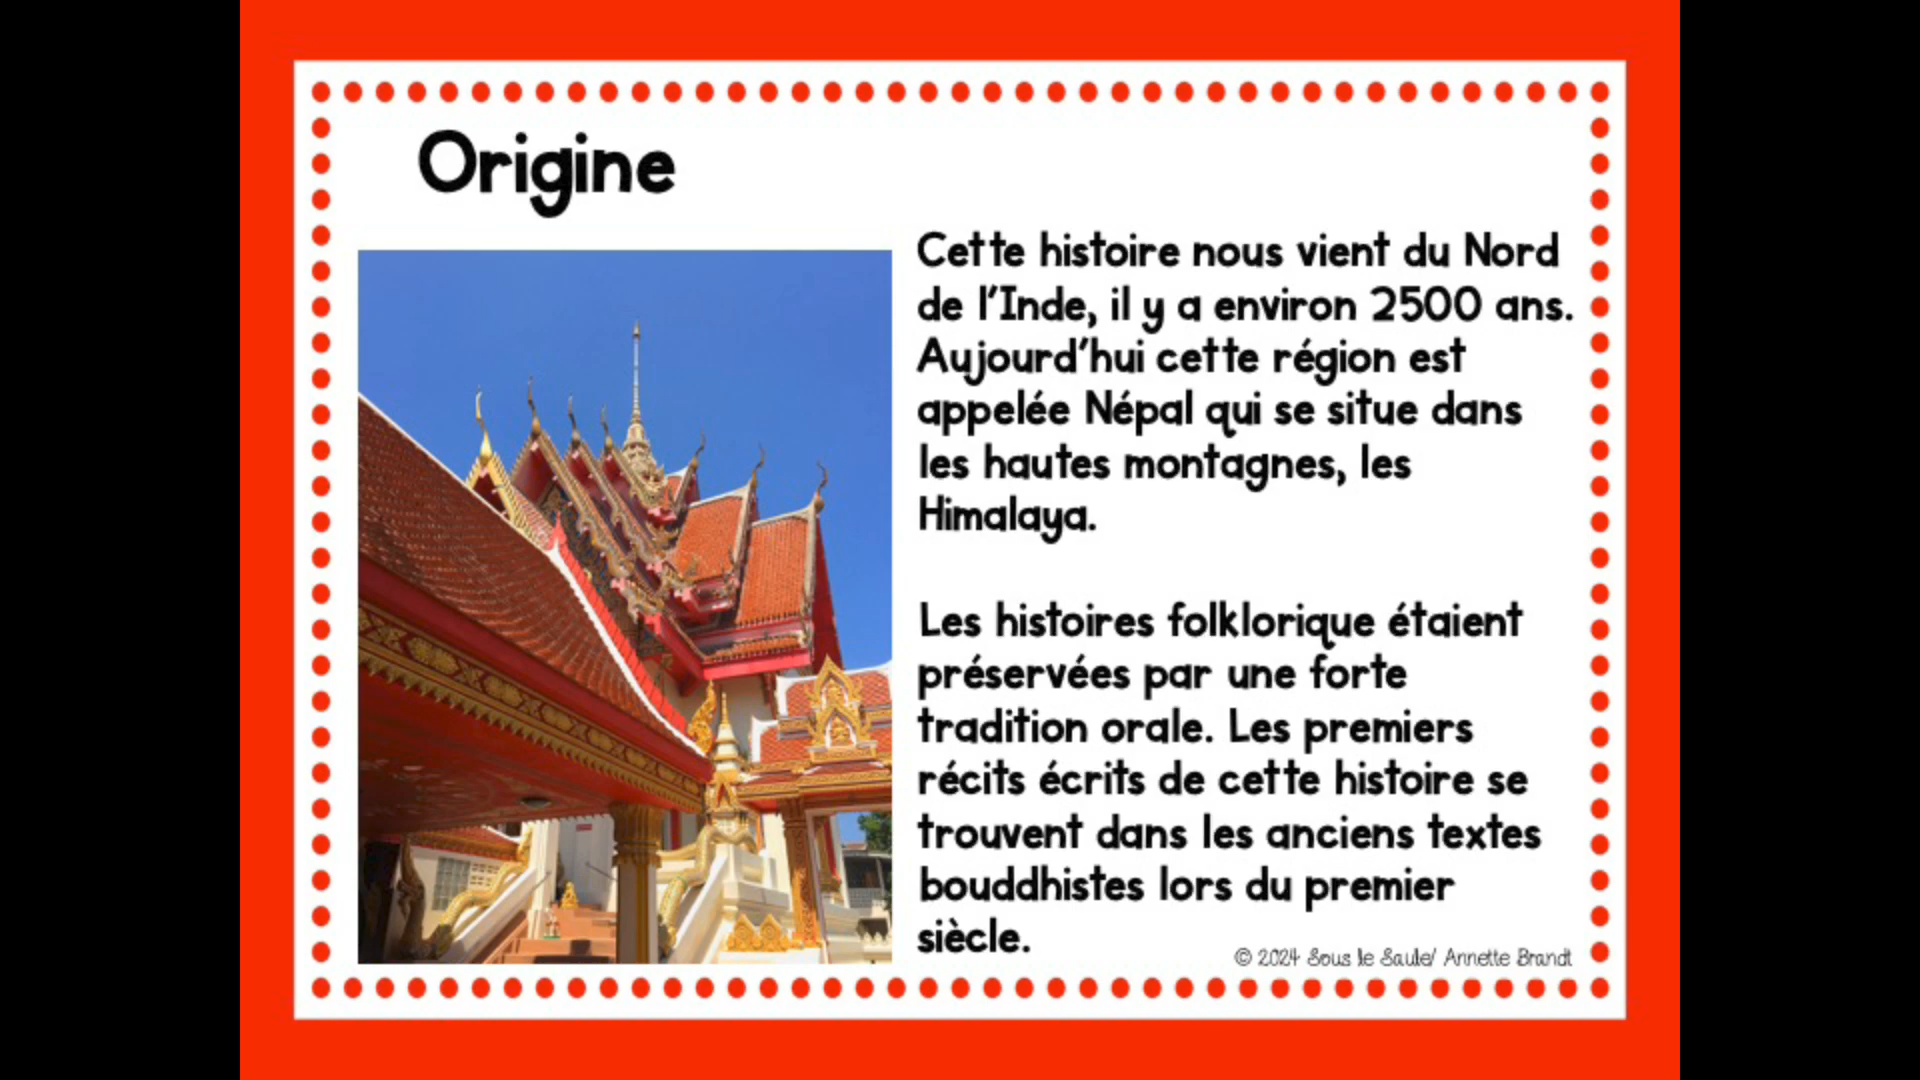 Origine
Cette histoire nous vient du Nord
de l'Inde, il y a environ 2500 ans.
Aujourd'hui cette région est
appelée Népal qui se situe dans
les hautes montagnes, les
Himalaya.
Les histoires folklorique étaient
préservées par une forte
tradition orale. Les premiers
récits écrits de cette histoire se
trouvent dans les anciens textes
bouddhistes lors du premier
siècle.
© 2024 Sous le Saule/ Annette Brandt